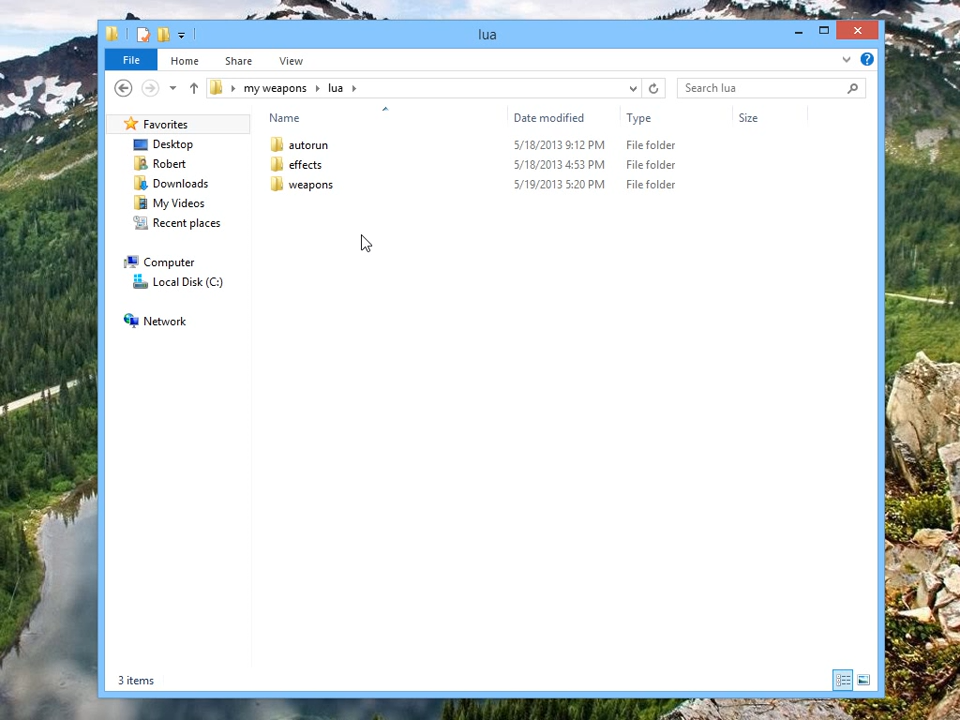 lua
File Home Share View
my weapons lua
Search lua
Name Date modified Type Size
Favorites
Desktop
Robert
Downloads
My Videos
Recent places
Computer
Local Disk (C:)
Network
autorun 5/18/2013 9:12 PM File folder
effects 5/18/2013 4:53 PM File folder
weapons 5/19/2013 5:20 PM File folder
3 items